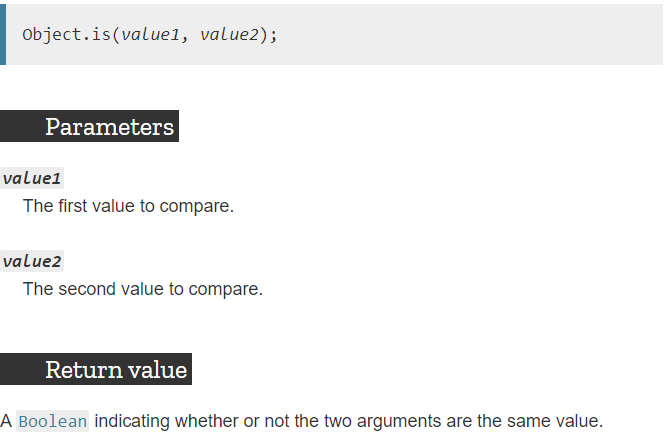 Object.is(value1, value2);
Parameters
value1
The first value to compare.
value2
The second value to compare.
Return value
A Boolean indicating whether or not the two arguments are the same value.